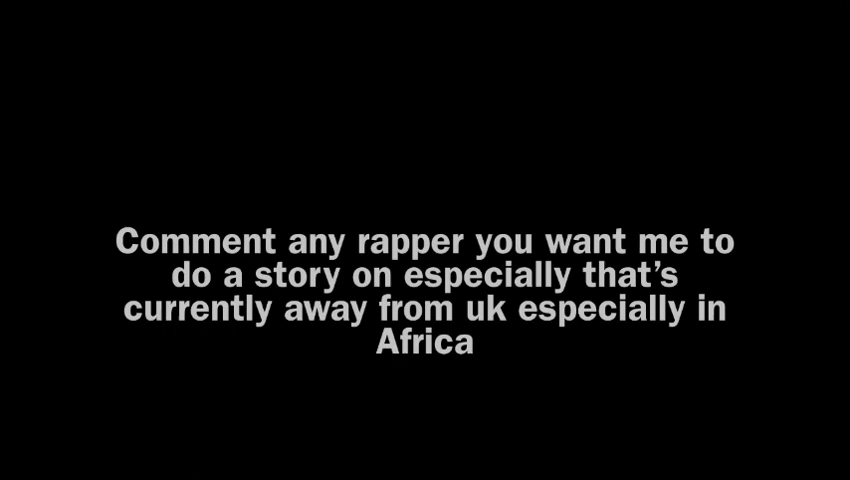 Comment any rapper you want me to
do a story on especially that’s
currently away from uk especially in
Africa